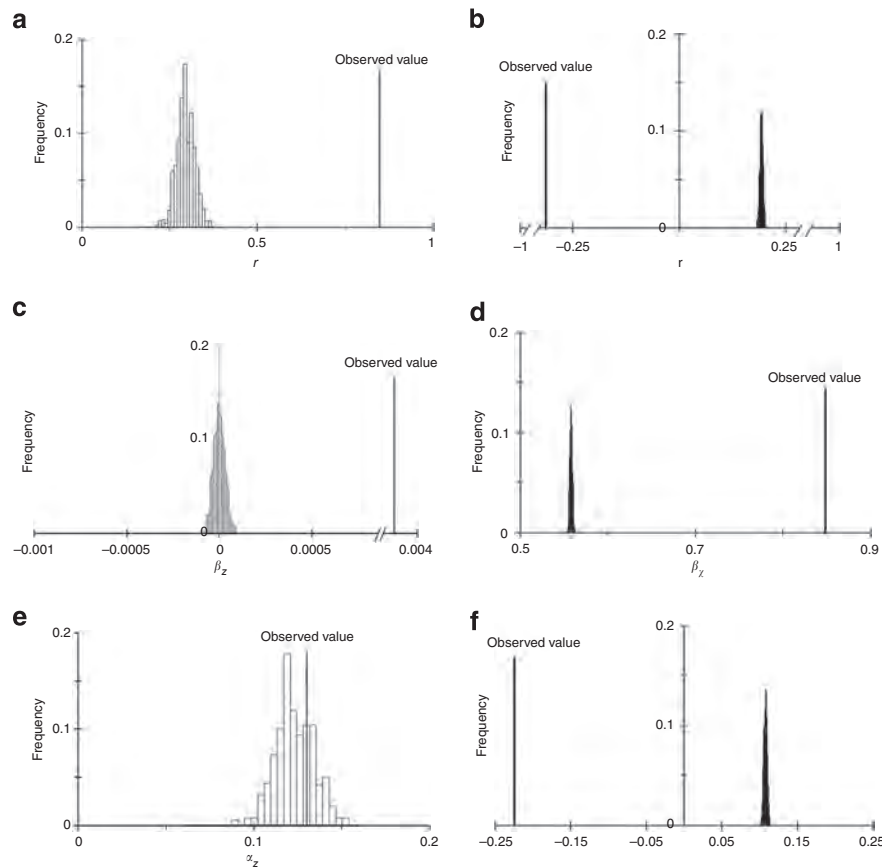 a
0.2
Observed value
Frequency
0.1
0
0
0.5
1
r
b
0.2
Observed value
Frequency
0.1
0
−1
−0.25
0.25
1
r
c
0.2
Observed value
Frequency
0.1
0
−0.001
−0.0005
0
0.0005
0.004
βz
d
0.2
Observed value
Frequency
0.1
0
0.5
0.7
0.9
βχ
e
0.2
Observed value
Frequency
0.1
0
0
0.1
0.2
αz
f
0.2
Observed value
Frequency
0.1
0
−0.25
−0.15
−0.05
0.05
0.15
0.25